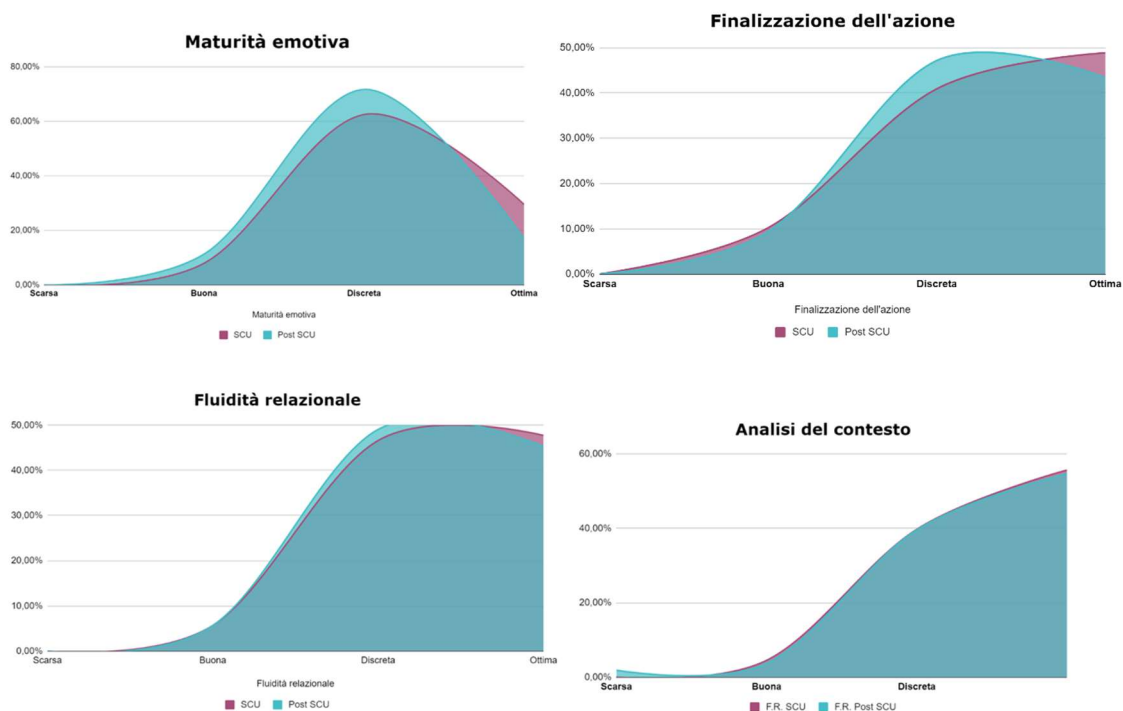 Maturità emotiva
80,00%
60,00%
40,00%
20,00%
0,00%
Scarsa Buona Discreta Ottima
Maturità emotiva
SCU Post SCU
Finalizzazione dell'azione
50,00%
40,00%
30,00%
20,00%
10,00%
0,00%
Scarsa Buona Discreta Ottima
Finalizzazione dell'azione
SCU Post SCU
Fluidità relazionale
50,00%
40,00%
30,00%
20,00%
10,00%
0,00%
Scarsa Buona Discreta Ottima
Fluidità relazionale
SCU Post SCU
Analisi del contesto
60,00%
40,00%
20,00%
0,00%
Scarsa Buona Discreta
F.R. SCU F.R. Post SCU